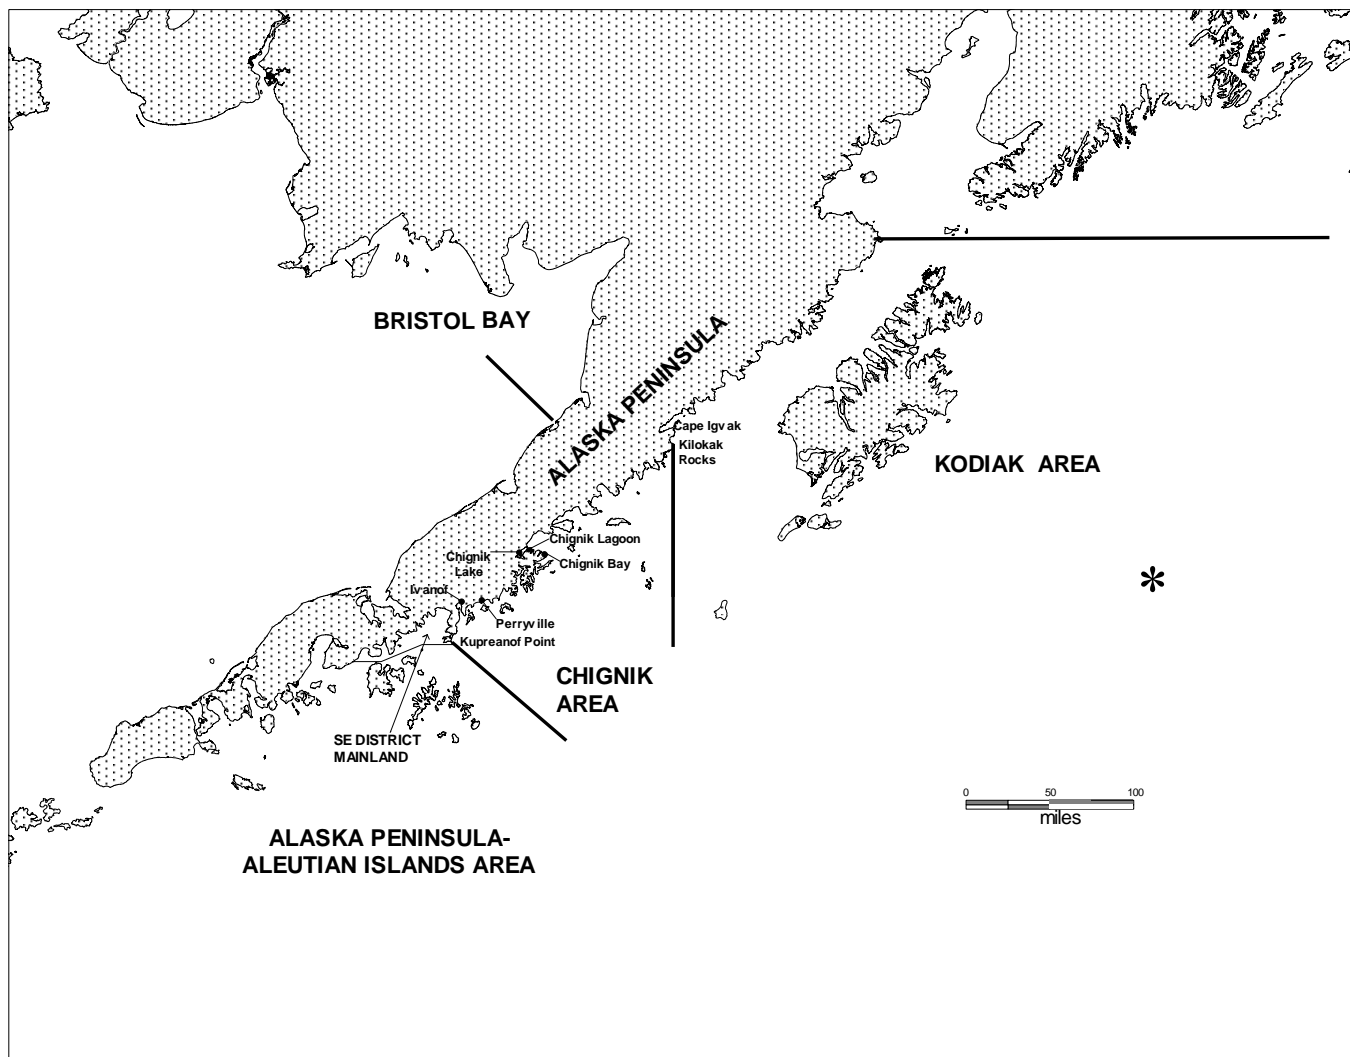 BRISTOL BAY
ALASKA PENINSULA
Cape Igvak
Kilokak
Rocks
KODIAK AREA
Chignik Lagoon
Chignik
Lake
Chignik Bay
Ivanof
Perryville
Kupreanof Point
*
CHIGNIK
AREA
SE DISTRICT
MAINLAND
0 50 100
miles
ALASKA PENINSULA-
ALEUTIAN ISLANDS AREA